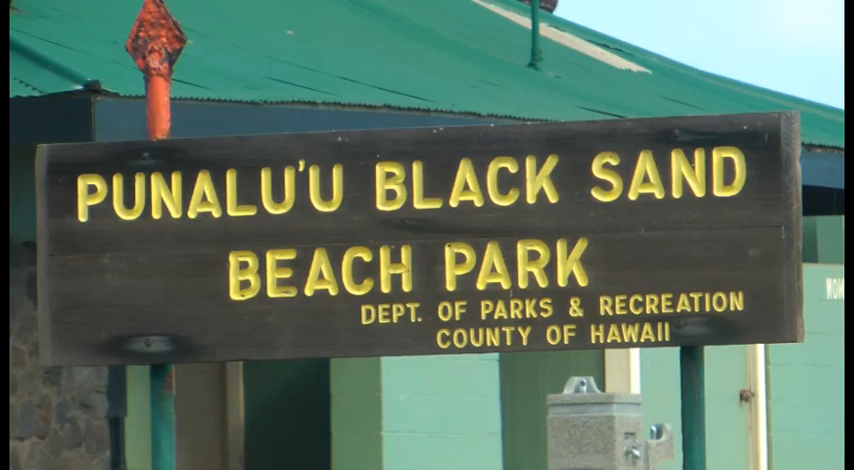 PUNALU'U BLACK SAND
BEACH PARK
DEPT. OF PARKS & RECREATION
COUNTY OF HAWAII